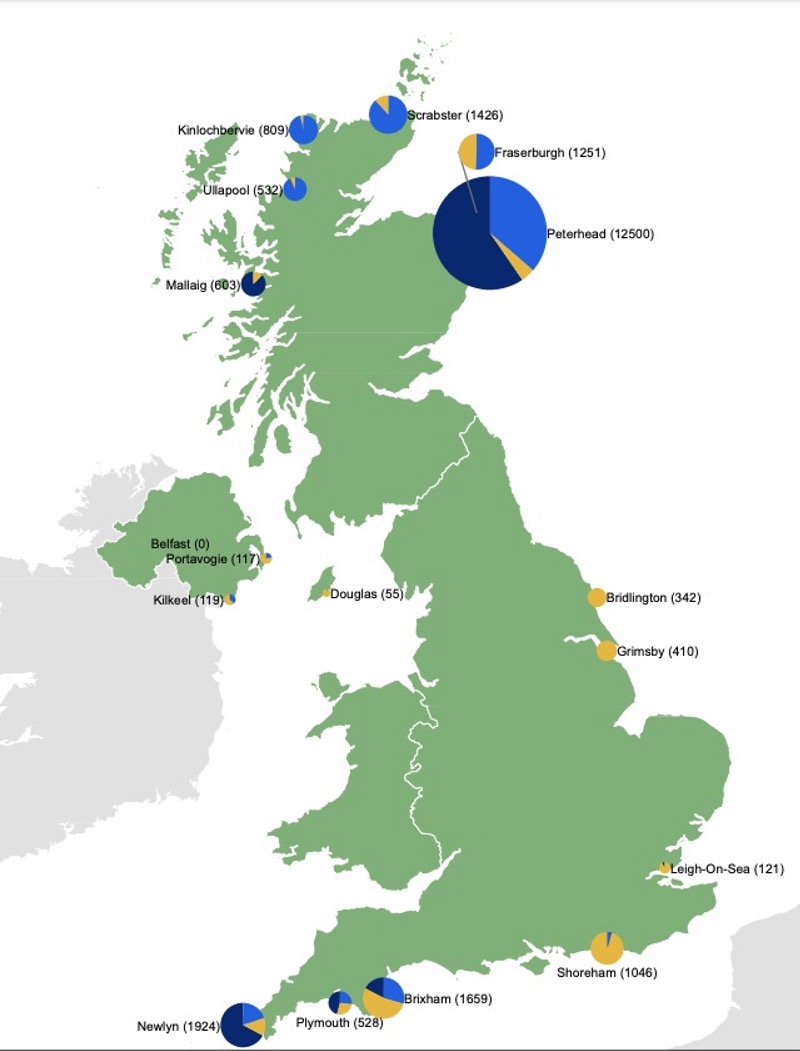 Scrabster (1426)
Kinlochbervie (809)
Fraserburgh (1251)
Ullapool (532)
Peterhead (12500)
Mallaig (603)
Belfast (0)
Portavogie (117)
Kilkeel (119)
Douglas (55)
Bridlington (342)
Grimsby (410)
Leigh-On-Sea (121)
Shoreham (1046)
Brixham (1659)
Plymouth (528)
Newlyn (1924)